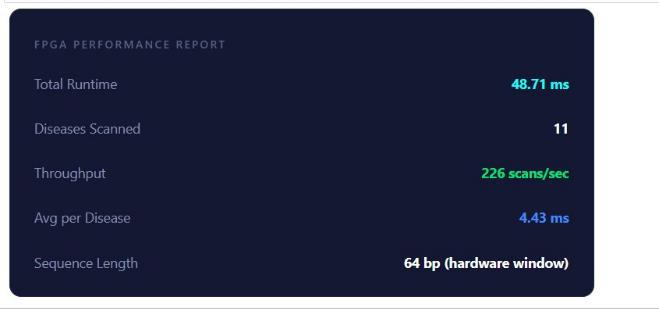 FPGA PERFORMANCE REPORT
Total Runtime 48.71 ms
Diseases Scanned 11
Throughput 226 scans/sec
Avg per Disease 4.43 ms
Sequence Length 64 bp (hardware window)